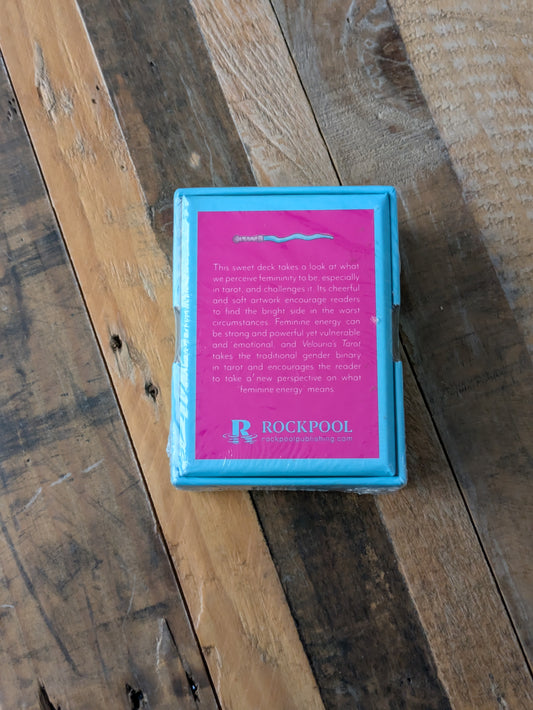 This sweet deck takes a look at what
we perceive femininity to be, especially
in tarot, and challenges it. Its cheerful
and soft artwork encourage readers
to find the bright side in the worst
circumstances. Feminine energy can
be strong and powerful yet vulnerable
and emotional, and Velouria's Tarot
takes the traditional gender binary
in tarot and encourages the reader
to take a new perspective on what
'feminine energy' means.
R ROCKPOOL
rockpoolpublishing.com